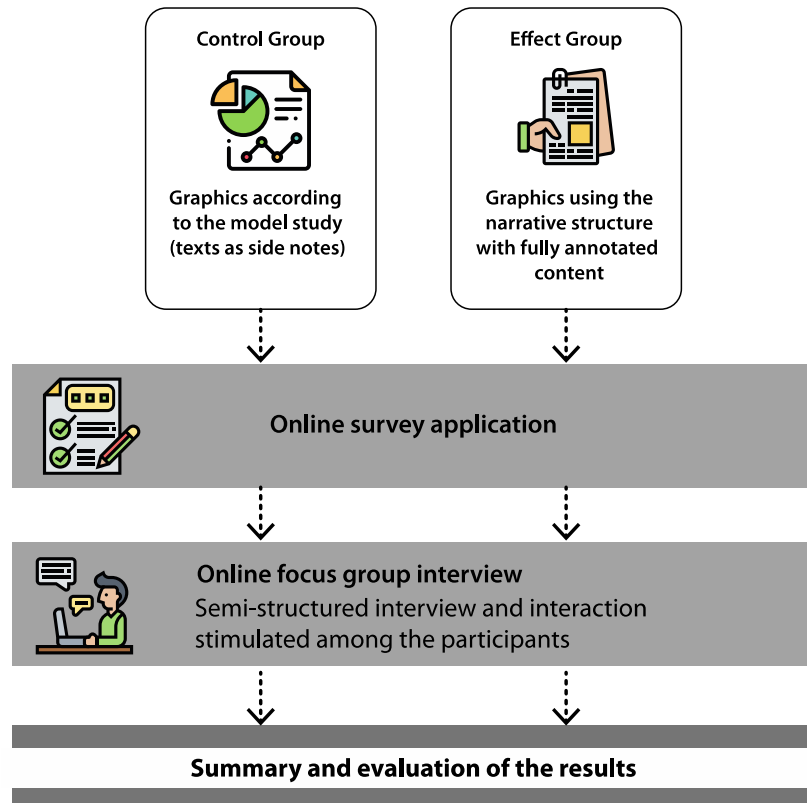 Control Group
Graphics according
to the model study
(texts as side notes)
Effect Group
Graphics using the
narrative structure
with fully annotated
content
Online survey application
Online focus group interview
Semi-structured interview and interaction
stimulated among the participants
Summary and evaluation of the results